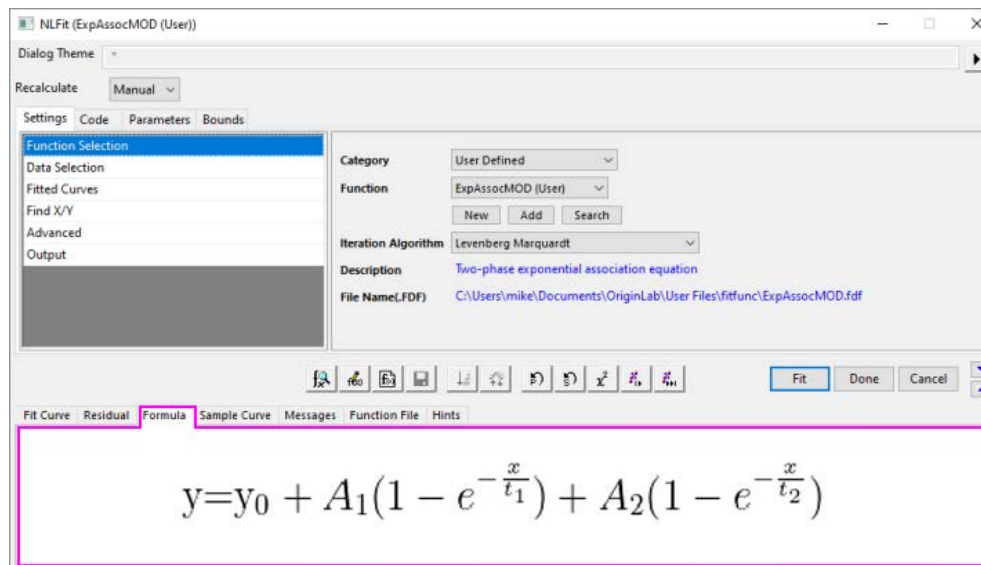 NLFit (ExpAssocMOD (User))
Dialog Theme *
Recalculate Manual
Settings Code Parameters Bounds
Function Selection
Data Selection
Fitted Curves
Find X/Y
Advanced
Output
Category User Defined
Function ExpAssocMOD (User)
New Add Search
Iteration Algorithm Levenberg Marquardt
Description Two-phase exponential association equation
File Name(.FDF) C:\Users\mike\Documents\OriginLab\User Files\fitfunc\ExpAssocMOD.fdf
Fit Done Cancel
Fit Curve Residual Formula Sample Curve Messages Function File Hints
y=y₀ + A₁(1 − e^{−x/t₁}) + A₂(1 − e^{−x/t₂})